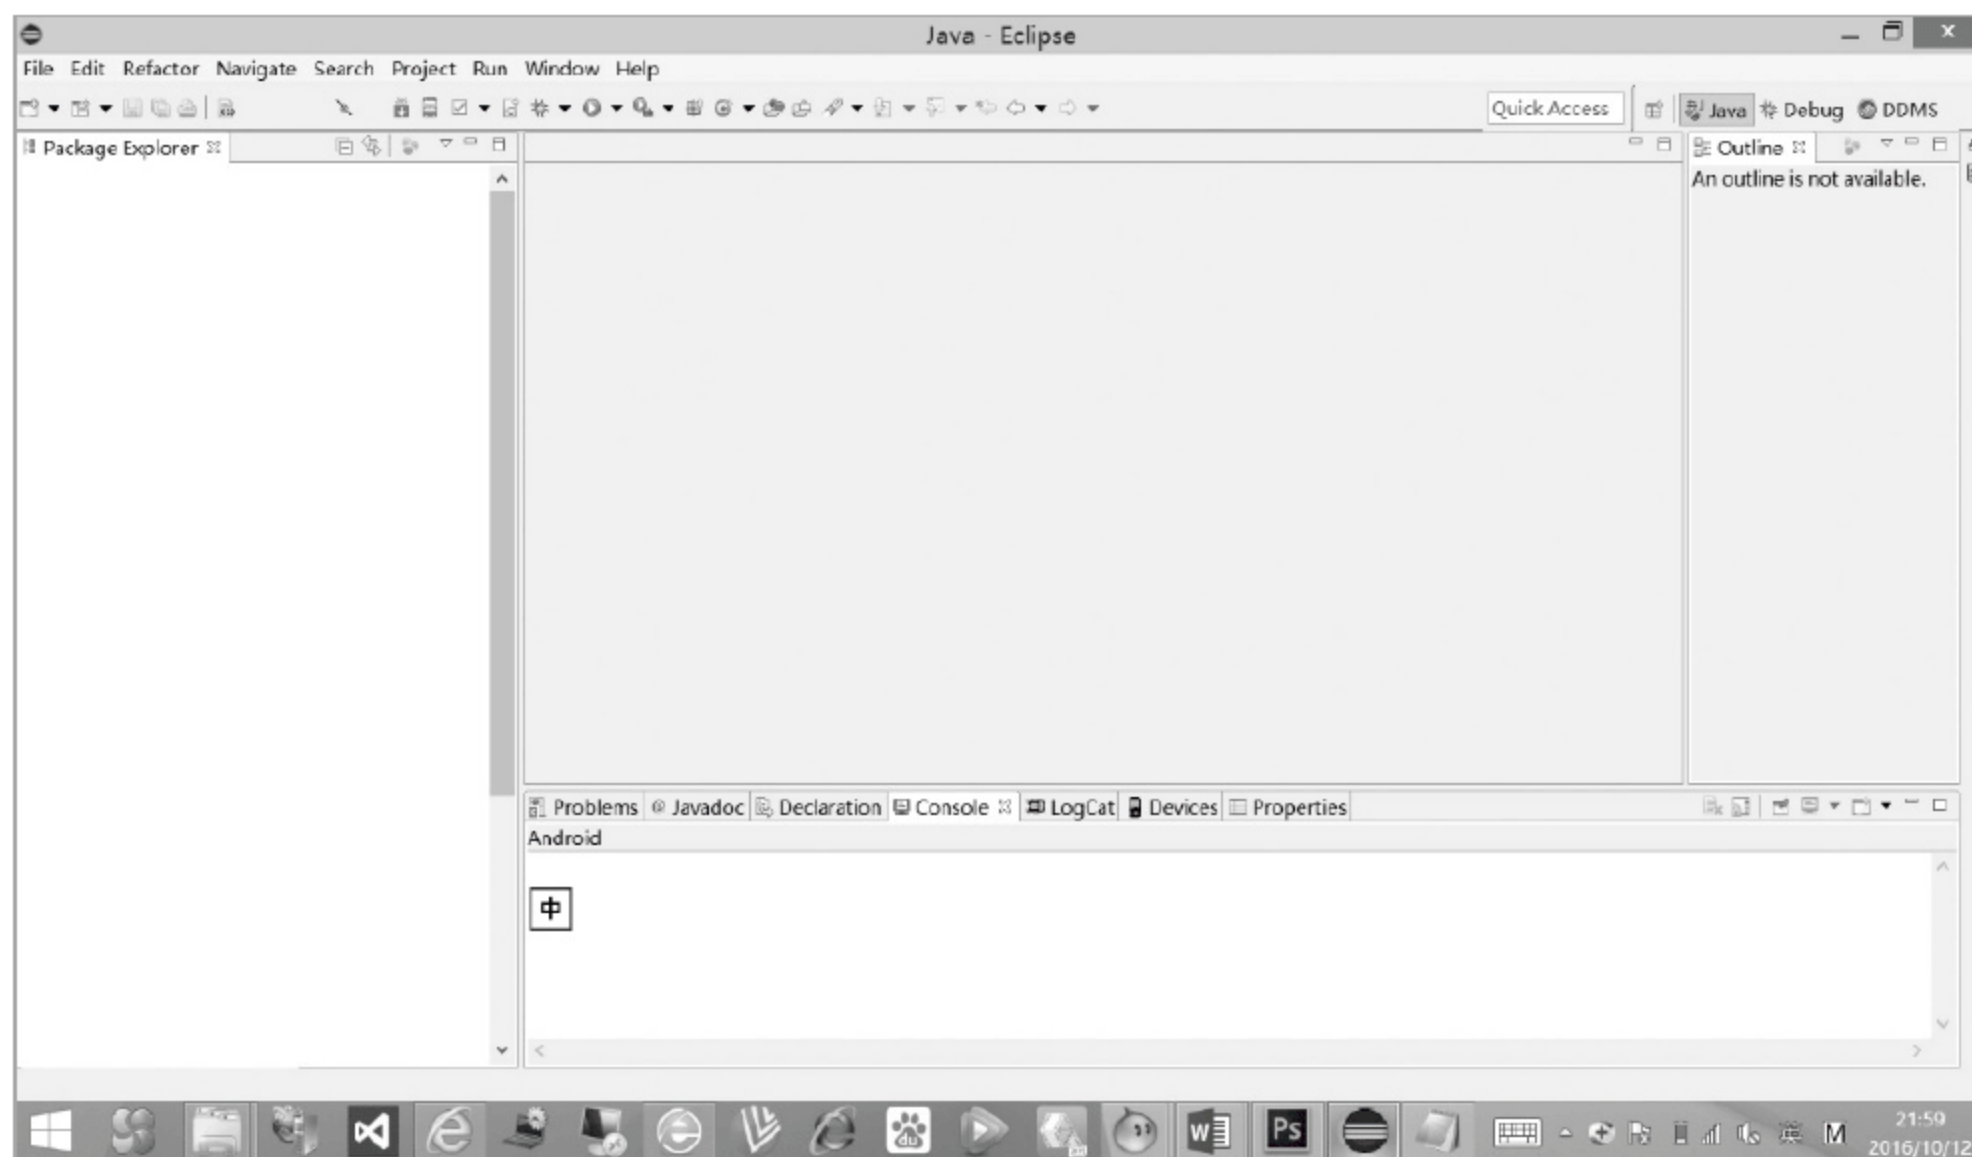 Java - Eclipse
File Edit Refactor Navigate Search Project Run Window Help
Quick Access Java Debug DDMS
Package Explorer
Outline
An outline is not available.
Problems Javadoc Declaration Console LogCat Devices Properties
Android
中
du W Ps M 21:59
2016/10/12